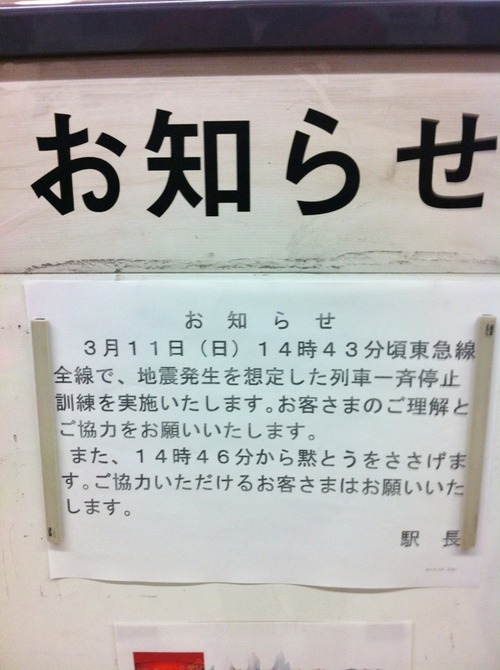 お知らせ
お知らせ
3月11日（日）14時43分頃東急線
全線で、地震発生を想定した列車一斉停止
訓練を実施いたします。お客さまのご理解と
ご協力をお願いいたします。
また、14時46分から黙とうをささげま
す。ご協力いただけるお客さまはお願いいた
します。
駅長